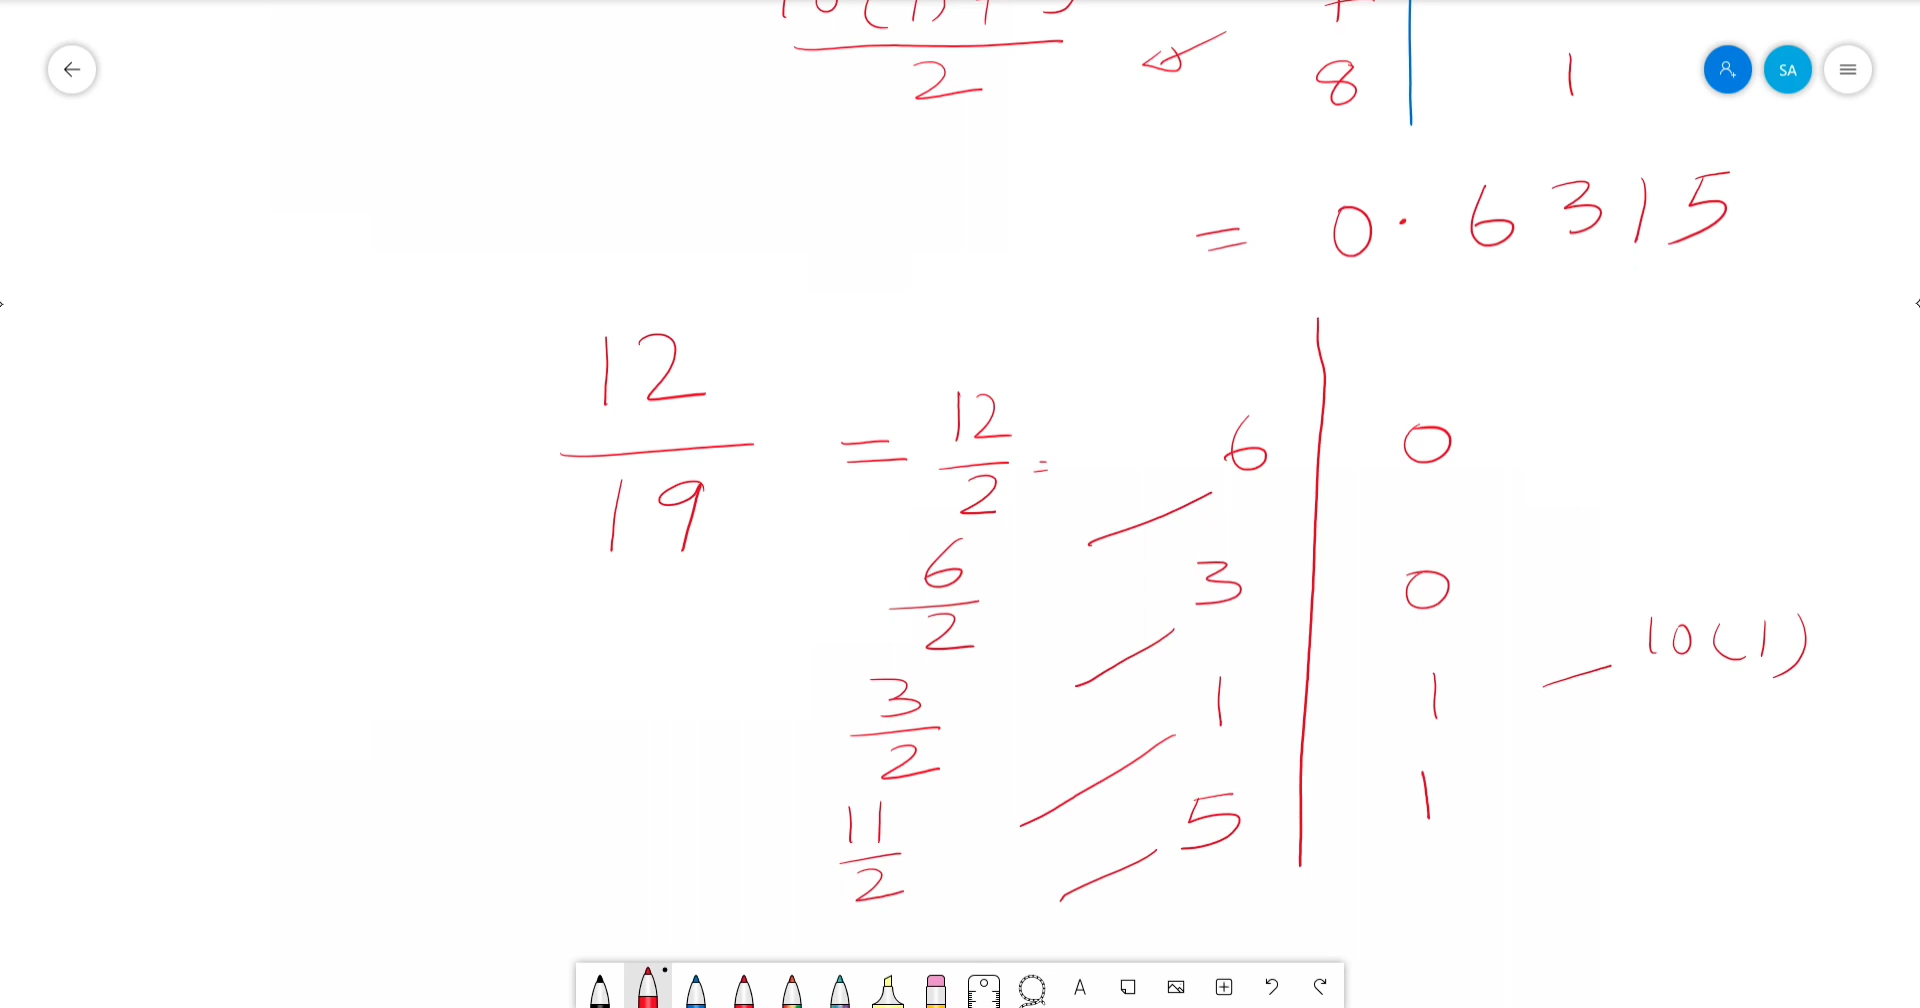 2
8 1
SA
= 0.6315
12/19 = 12/2 = 6 0
6/2 3 0
10(1)
3/2 1 1
11/2 5 1
A